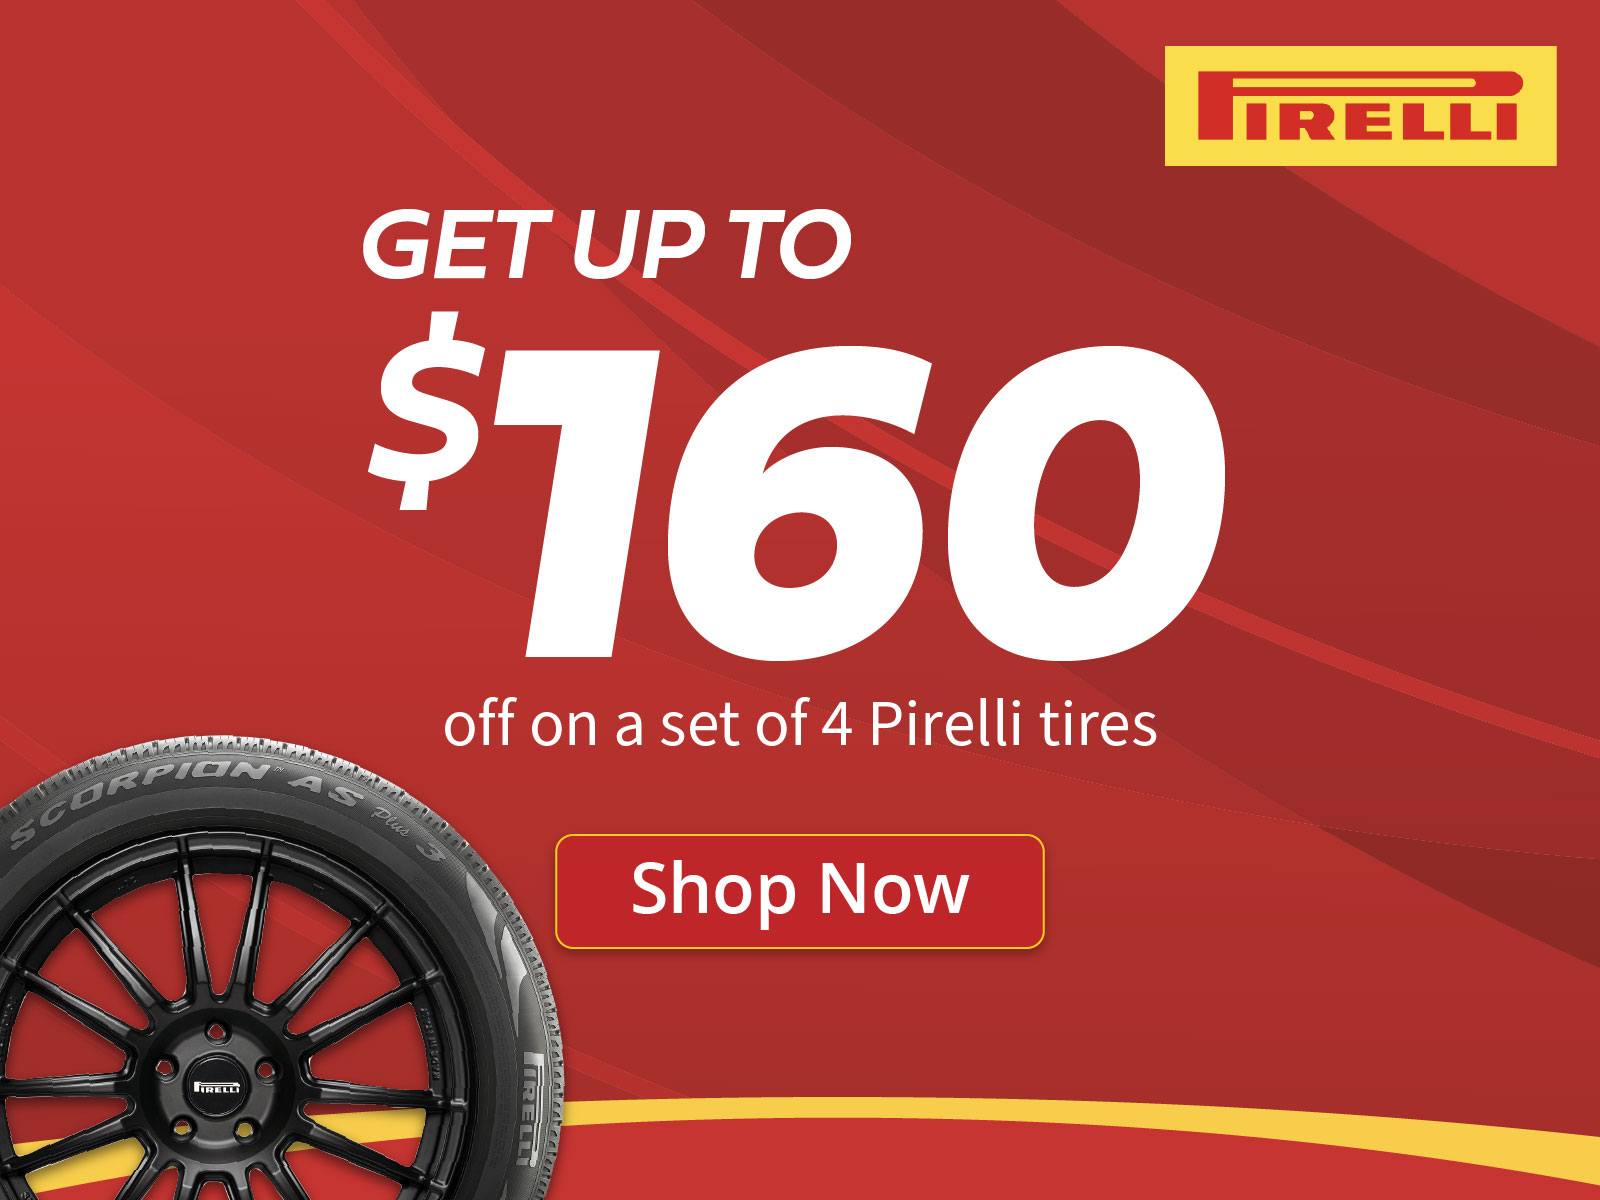 PIRELLI
GET UP TO
$160
off on a set of 4 Pirelli tires
Shop Now
SCORPION™ AS Plus 3
PIRELLI
PIRELLI